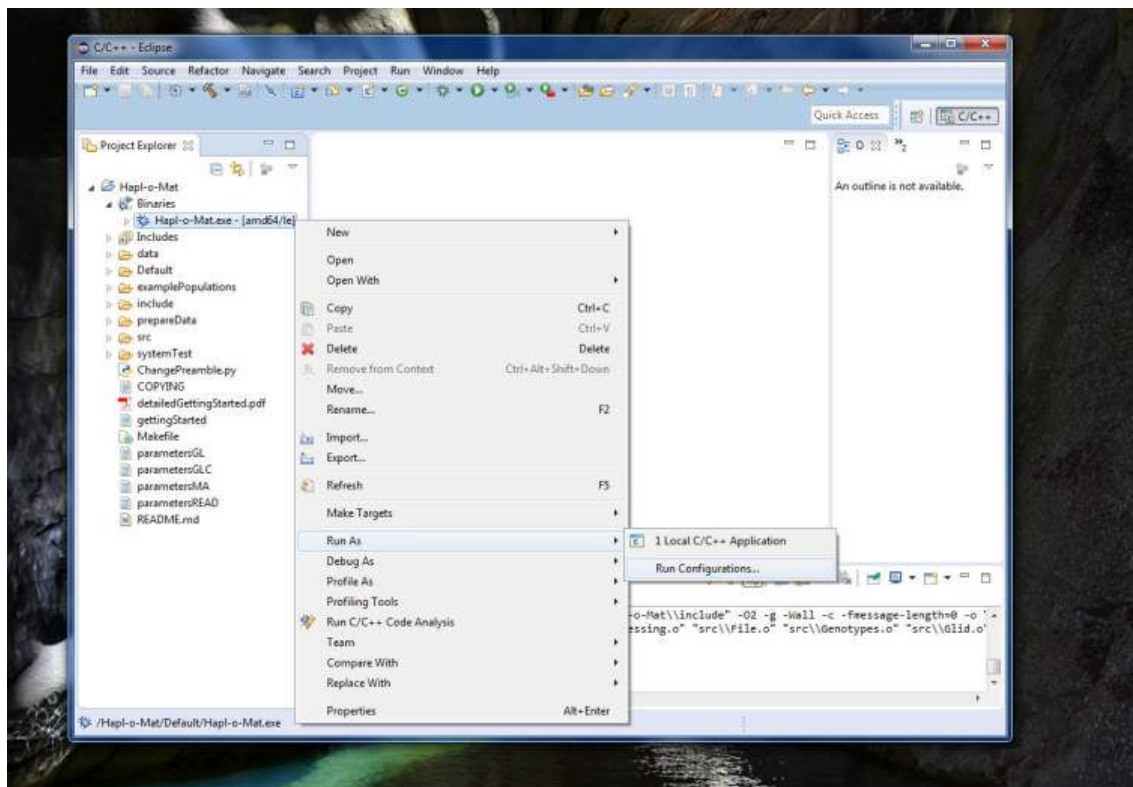 C/C++ - Eclipse
File Edit Source Refactor Navigate Search Project Run Window Help
Quick Access
C/C++
Project Explorer
Hapl-o-Mat
Binaries
Hapl-o-Mat.exe - [amd64/le]
Includes
data
Default
examplePopulations
include
prepareData
src
systemTest
ChangePreamble.py
COPYING
detailedGettingStarted.pdf
gettingStarted
Makefile
parametersGL
parametersGLC
parametersMA
parametersREAD
README.md
New
Open
Open With
Copy Ctrl+C
Paste Ctrl+V
Delete Delete
Remove from Context Ctrl+Alt+Shift+Down
Move...
Rename... F2
Import...
Export...
Refresh F5
Make Targets
Run As
Debug As
Profile As
Profiling Tools
Run C/C++ Code Analysis
Team
Compare With
Replace With
Properties Alt+Enter
1 Local C/C++ Application
Run Configurations...
O
2
An outline is not available.
-o-Mat\\include" -O2 -g -Wall -c -fmessage-length=0 -o
essing.o" "src\\File.o" "src\\Genotypes.o" "src\\Glid.o"
/Hapl-o-Mat/Default/Hapl-o-Mat.exe